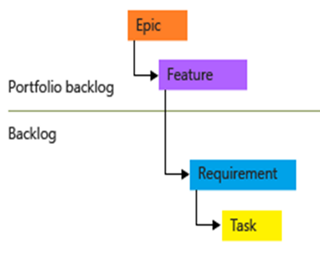 Epic
Feature
Portfolio backlog
Backlog
Requirement
Task